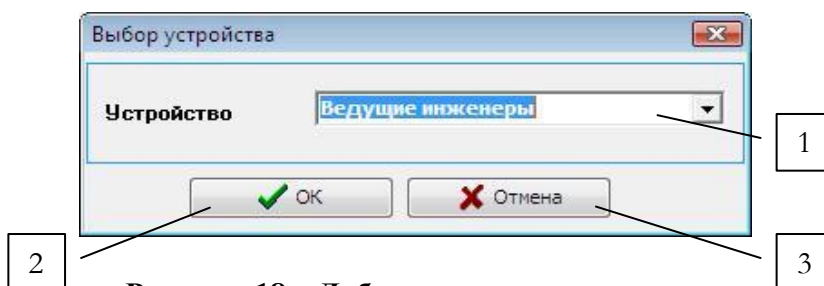 Выбор устройства
Устройство
Ведущие инженеры
1
OK
Отмена
2
3